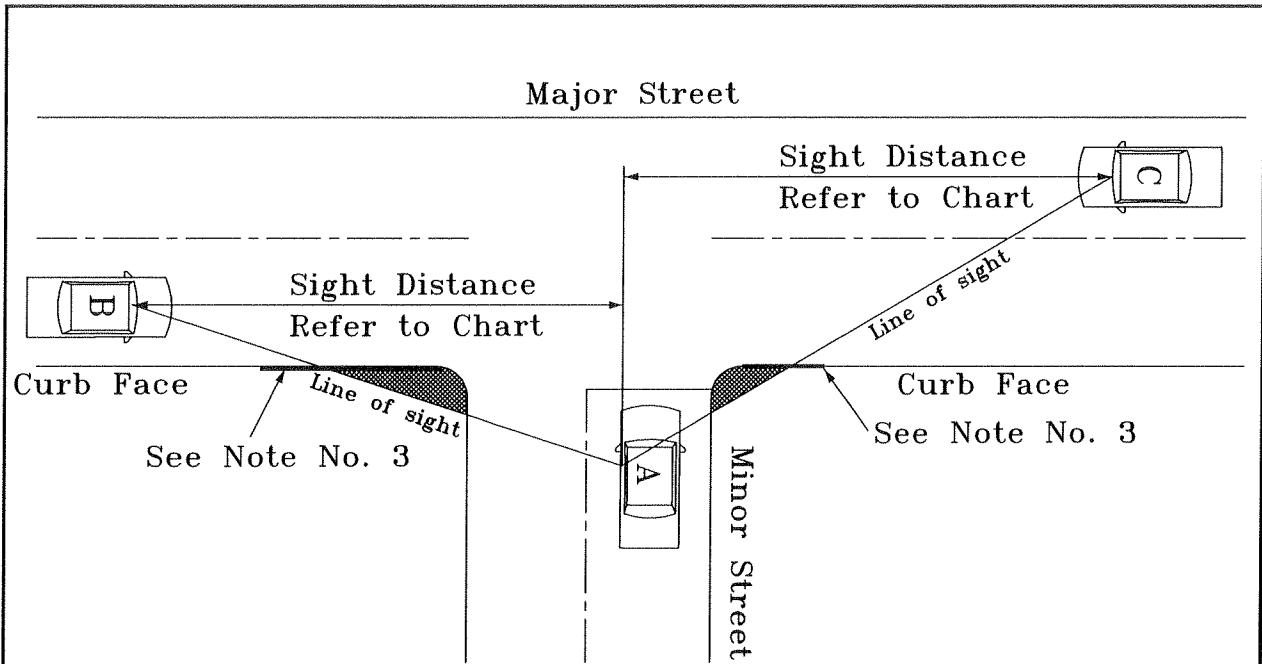 Major Street
Sight Distance
Refer to Chart
C
Line of sight
B
Sight Distance
Refer to Chart
Curb Face
Line of sight
See Note No. 3
A
Curb Face
See Note No. 3
Minor Street